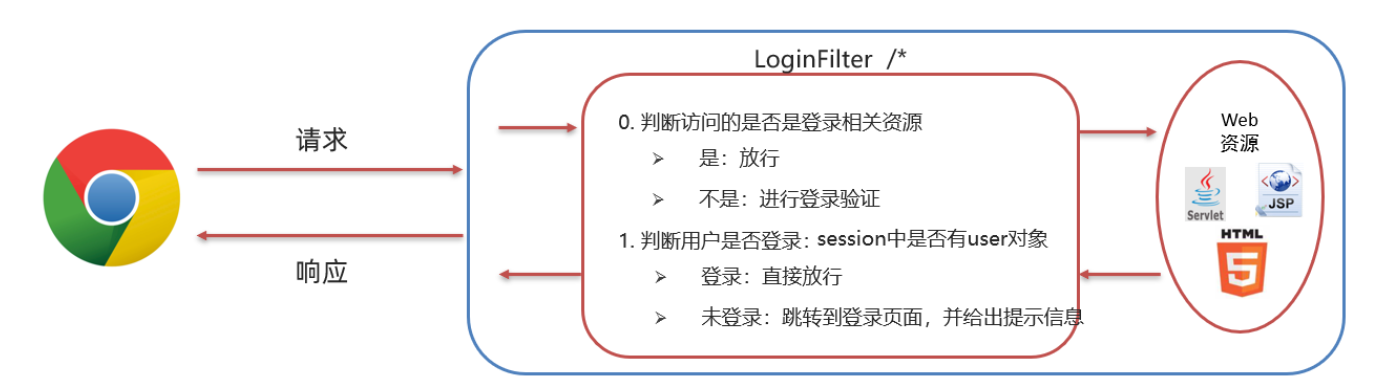 LoginFilter /*
请求
响应
0. 判断访问的是否是登录相关资源
➢ 是：放行
➢ 不是：进行登录验证
1. 判断用户是否登录：session中是否有user对象
➢ 登录：直接放行
➢ 未登录：跳转到登录页面，并给出提示信息
Web
资源
Servlet
JSP
HTML
5